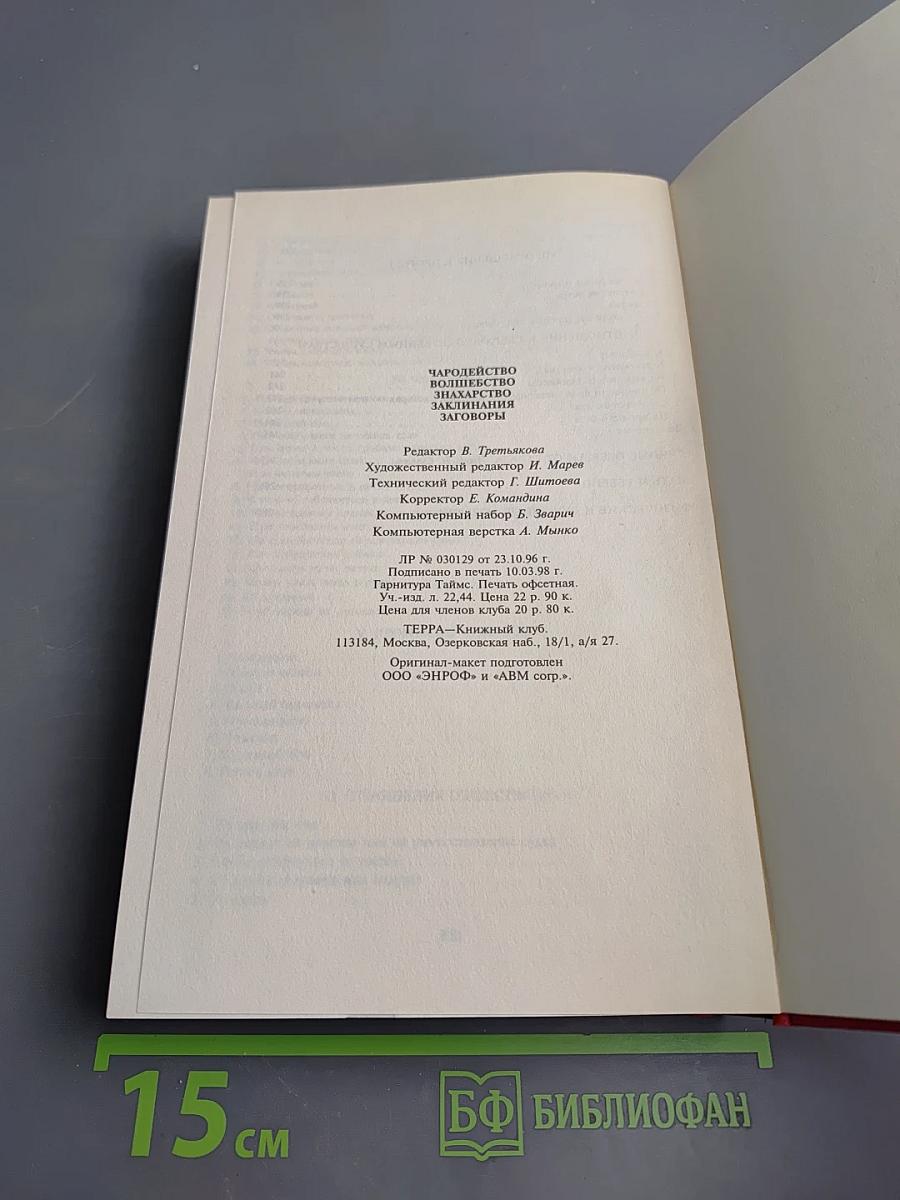 ЧАРОДЕЙСТВО
ВОЛШЕБСТВО
ЗНАХАРСТВО
ЗАКЛИНАНИЯ
ЗАГОВОРЫ
Редактор В. Третьякова
Художественный редактор И. Марев
Технический редактор Г. Шитоева
Корректор Е. Командина
Компьютерный набор Б. Зварич
Компьютерная верстка А. Мынко
ЛР № 030129 от 23.10.96 г.
Подписано в печать 10.03.98 г.
Гарнитура Таймс. Печать офсетная.
Уч.-изд. л. 22,44. Цена 22 р. 90 к.
Цена для членов клуба 20 р. 80 к.
ТЕРРА—Книжный клуб.
113184, Москва, Озерковская наб., 18/1, а/я 27.
Оригинал-макет подготовлен
ООО «ЭНРОФ» и «АВМ corp.».
15 см
БФ БИБЛИОФАН